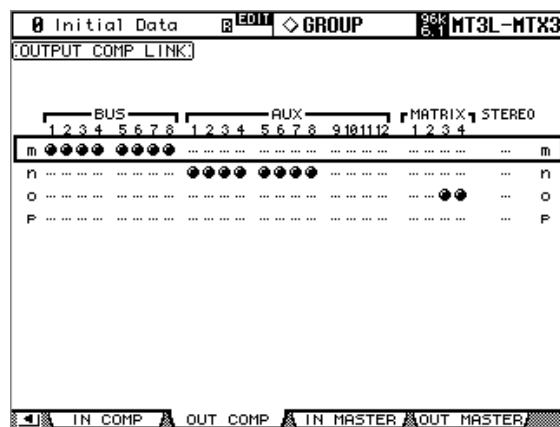 0 Initial Data R EDIT ◇ GROUP 96K 6.1 MT3L-MTX3
OUTPUT COMP LINK
BUS AUX MATRIX STEREO
1 2 3 4 5 6 7 8 1 2 3 4 5 6 7 8 9 10 11 12 1 2 3 4
m m
n n
o o
P P
IN COMP OUT COMP IN MASTER OUT MASTER